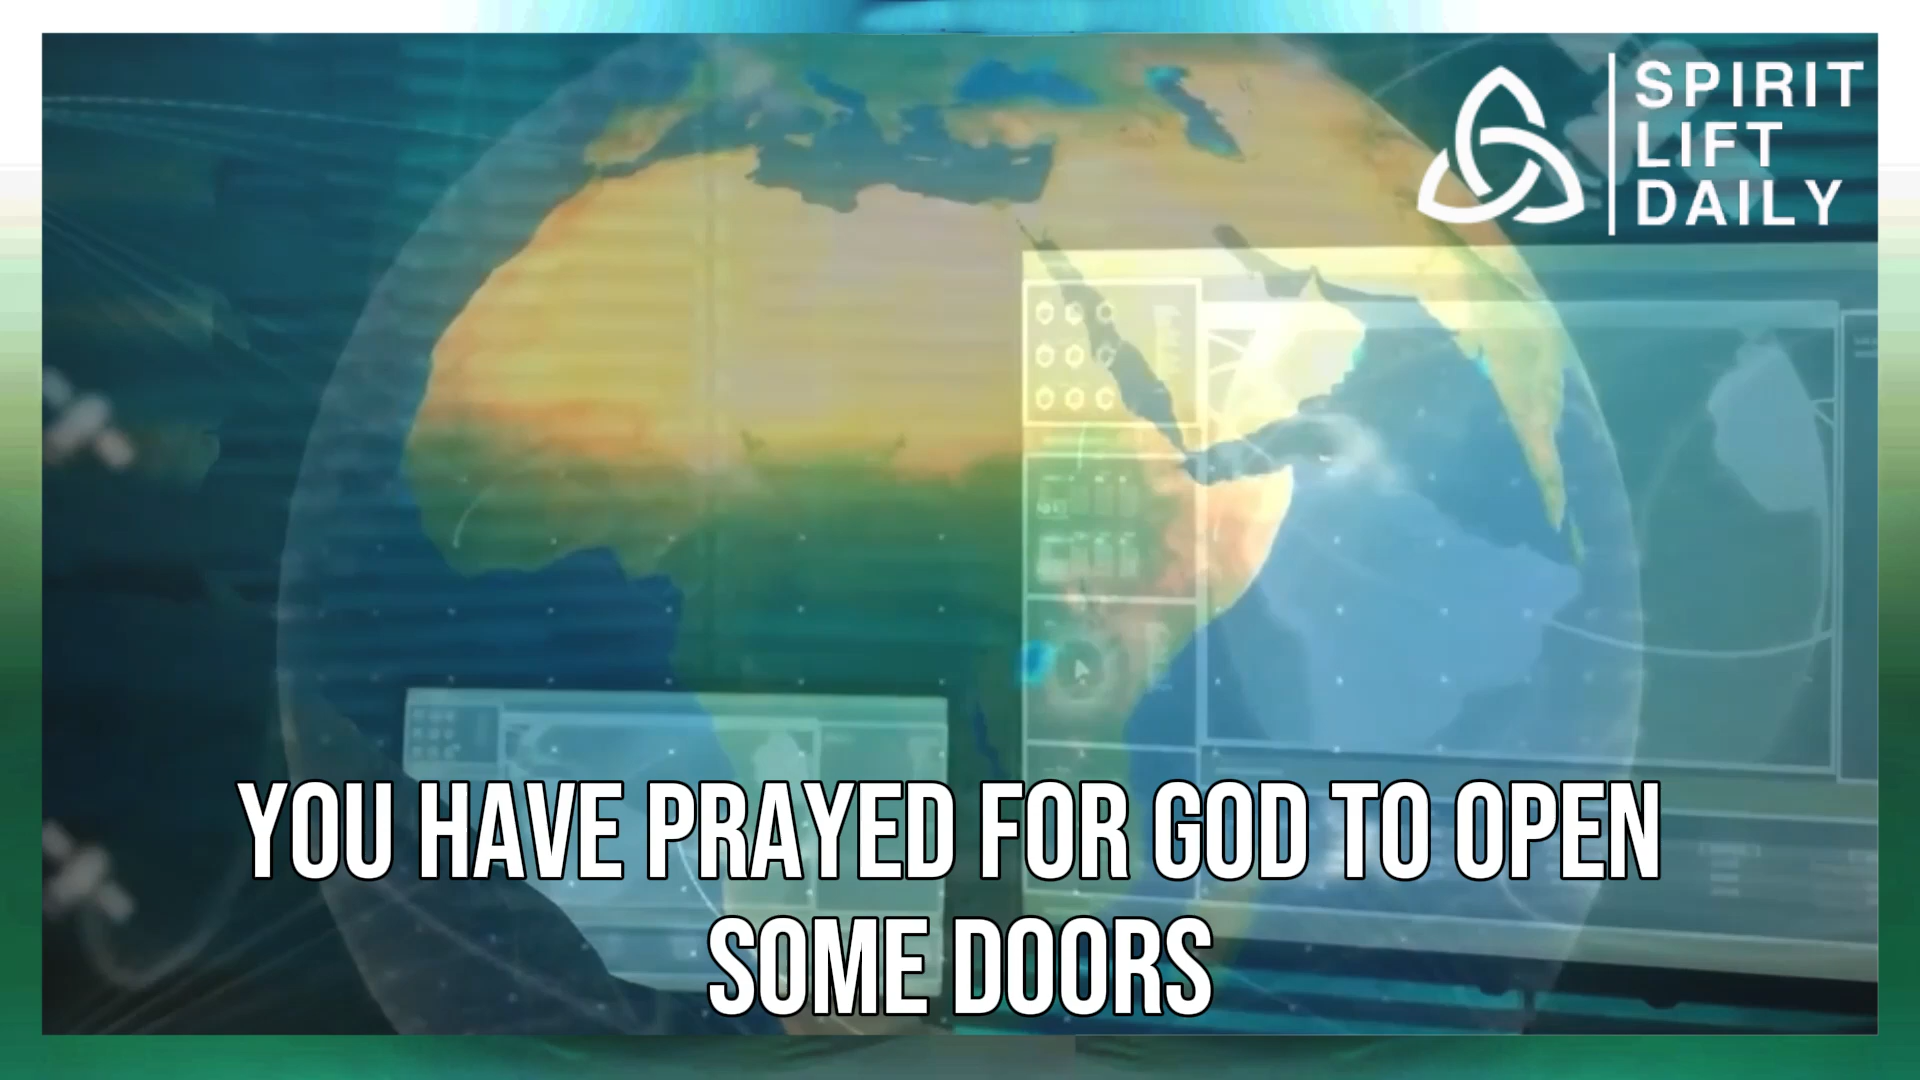 SPIRIT
LIFT
DAILY
YOU HAVE PRAYED FOR GOD TO OPEN
SOME DOORS